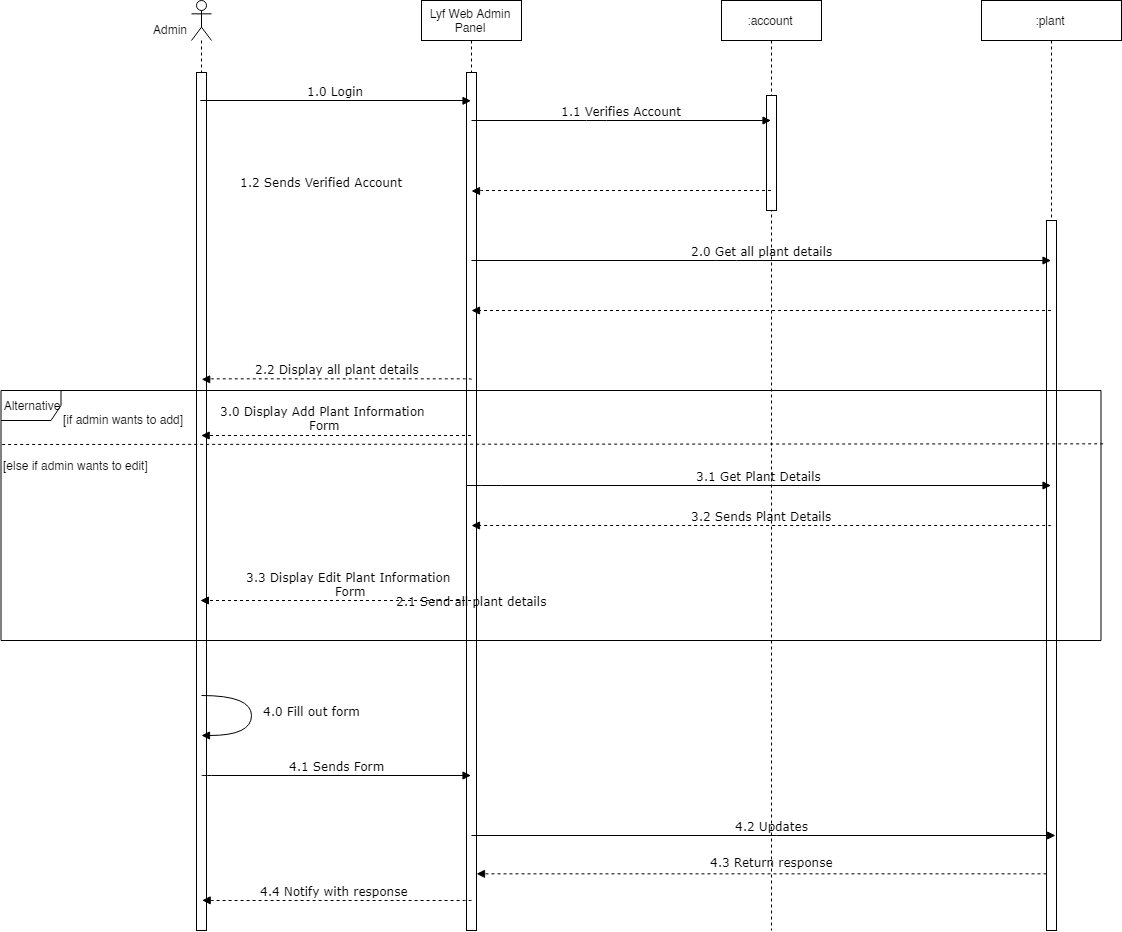 Admin
Lyf Web Admin
Panel
:account
:plant
1.0 Login
1.1 Verifies Account
1.2 Sends Verified Account
2.0 Get all plant details
2.2 Display all plant details
Alternative
[if admin wants to add]
3.0 Display Add Plant Information
Form
[else if admin wants to edit]
3.1 Get Plant Details
3.2 Sends Plant Details
3.3 Display Edit Plant Information
Form
2.1 Send all plant details
4.0 Fill out form
4.1 Sends Form
4.2 Updates
4.3 Return response
4.4 Notify with response